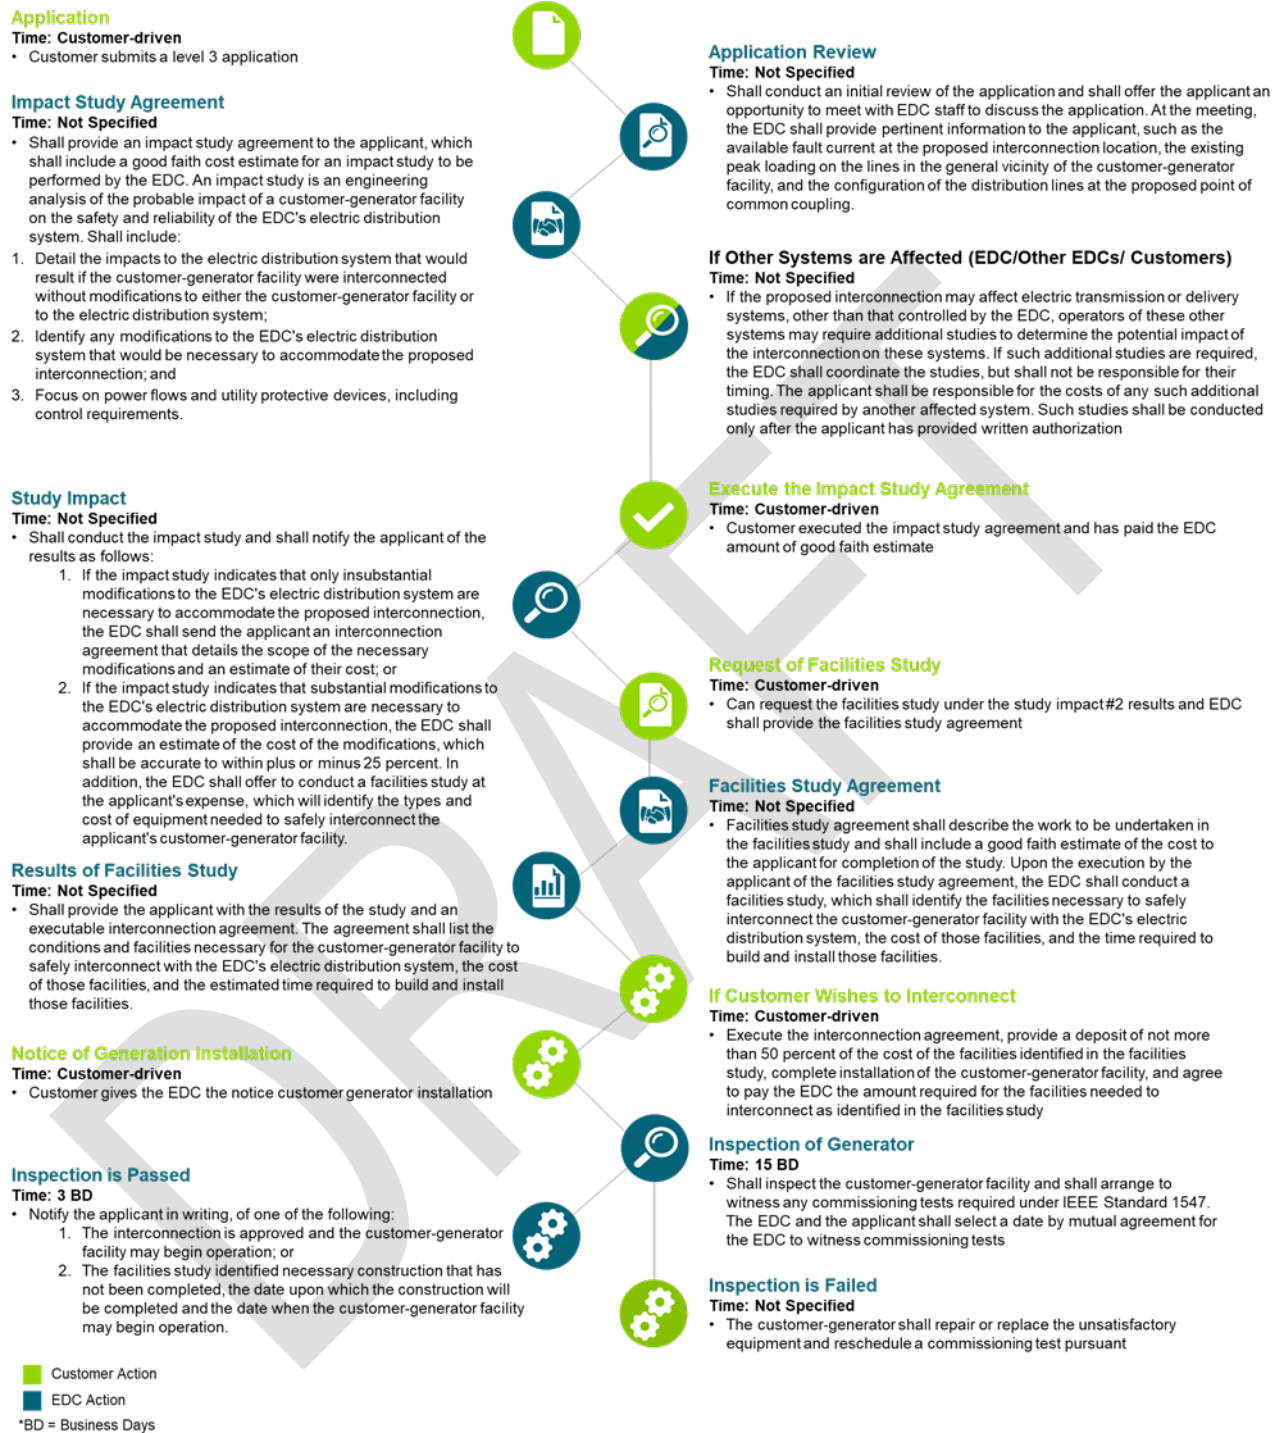 Application
Time: Customer-driven
• Customer submits a level 3 application
Application Review
Time: Not Specified
• Shall conduct an initial review of the application and shall offer the applicant an
opportunity to meet with EDC staff to discuss the application. At the meeting,
the EDC shall provide pertinent information to the applicant, such as the
available fault current at the proposed interconnection location, the existing
peak loading on the lines in the general vicinity of the customer-generator
facility, and the configuration of the distribution lines at the proposed point of
common coupling.
Impact Study Agreement
Time: Not Specified
• Shall provide an impact study agreement to the applicant, which
shall include a good faith cost estimate for an impact study to be
performed by the EDC. An impact study is an engineering
analysis of the probable impact of a customer-generator facility
on the safety and reliability of the EDC's electric distribution
system. Shall include:
1. Detail the impacts to the electric distribution system that would
result if the customer-generator facility were interconnected
without modifications to either the customer-generator facility or
to the electric distribution system;
2. Identify any modifications to the EDC's electric distribution
system that would be necessary to accommodate the proposed
interconnection; and
3. Focus on power flows and utility protective devices, including
control requirements.
If Other Systems are Affected (EDC/Other EDCs/ Customers)
Time: Not Specified
• If the proposed interconnection may affect electric transmission or delivery
systems, other than that controlled by the EDC, operators of these other
systems may require additional studies to determine the potential impact of
the interconnection on these systems. If such additional studies are required,
the EDC shall coordinate the studies, but shall not be responsible for their
timing. The applicant shall be responsible for the costs of any such additional
studies required by another affected system. Such studies shall be conducted
only after the applicant has provided written authorization
Execute the Impact Study Agreement
Time: Customer-driven
• Customer executed the impact study agreement and has paid the EDC
amount of good faith estimate
Study Impact
Time: Not Specified
• Shall conduct the impact study and shall notify the applicant of the
results as follows:
1. If the impact study indicates that only insubstantial
modifications to the EDC's electric distribution system are
necessary to accommodate the proposed interconnection,
the EDC shall send the applicant an interconnection
agreement that details the scope of the necessary
modifications and an estimate of their cost; or
2. If the impact study indicates that substantial modifications to
the EDC's electric distribution system are necessary to
accommodate the proposed interconnection, the EDC shall
provide an estimate of the cost of the modifications, which
shall be accurate to within plus or minus 25 percent. In
addition, the EDC shall offer to conduct a facilities study at
the applicant's expense, which will identify the types and
cost of equipment needed to safely interconnect the
applicant's customer-generator facility.
Request of Facilities Study
Time: Customer-driven
• Can request the facilities study under the study impact #2 results and EDC
shall provide the facilities study agreement
Facilities Study Agreement
Time: Not Specified
• Facilities study agreement shall describe the work to be undertaken in
the facilities study and shall include a good faith estimate of the cost to
the applicant for completion of the study. Upon the execution by the
applicant of the facilities study agreement, the EDC shall conduct a
facilities study, which shall identify the facilities necessary to safely
interconnect the customer-generator facility with the EDC's electric
distribution system, the cost of those facilities, and the time required to
build and install those facilities.
Results of Facilities Study
Time: Not Specified
• Shall provide the applicant with the results of the study and an
executable interconnection agreement. The agreement shall list the
conditions and facilities necessary for the customer-generator facility to
safely interconnect with the EDC's electric distribution system, the cost
of those facilities, and the estimated time required to build and install
those facilities.
If Customer Wishes to Interconnect
Time: Customer-driven
• Execute the interconnection agreement, provide a deposit of not more
than 50 percent of the cost of the facilities identified in the facilities
study, complete installation of the customer-generator facility, and agree
to pay the EDC the amount required for the facilities needed to
interconnect as identified in the facilities study
Notice of Generation Installation
Time: Customer-driven
• Customer gives the EDC the notice customer generator installation
Inspection of Generator
Time: 15 BD
• Shall inspect the customer-generator facility and shall arrange to
witness any commissioning tests required under IEEE Standard 1547.
The EDC and the applicant shall select a date by mutual agreement for
the EDC to witness commissioning tests
Inspection is Passed
Time: 3 BD
• Notify the applicant in writing, of one of the following:
1. The interconnection is approved and the customer-generator
facility may begin operation; or
2. The facilities study identified necessary construction that has
not been completed, the date upon which the construction will
be completed and the date when the customer-generator facility
may begin operation.
Inspection is Failed
Time: Not Specified
• The customer-generator shall repair or replace the unsatisfactory
equipment and reschedule a commissioning test pursuant
Customer Action
EDC Action
*BD = Business Days
DRAFT